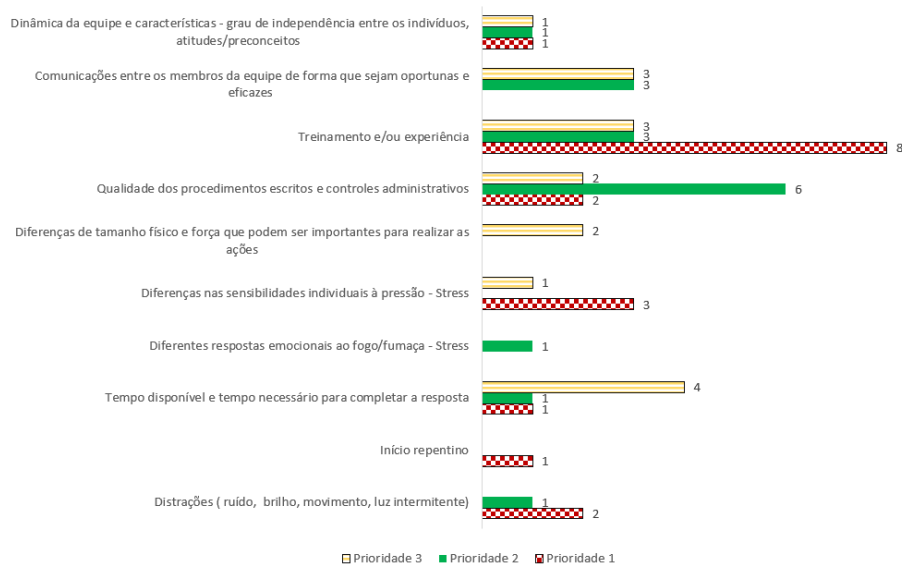 Dinâmica da equipe e características - grau de independência entre os indivíduos,
atitudes/preconceitos
1
1
1
Comunicações entre os membros da equipe de forma que sejam oportunas e
eficazes
3
3
Treinamento e/ou experiência
3
3
8
Qualidade dos procedimentos escritos e controles administrativos
2
6
2
Diferenças de tamanho físico e força que podem ser importantes para realizar as
ações
2
Diferenças nas sensibilidades individuais à pressão - Stress
1
3
Diferentes respostas emocionais ao fogo/fumaça - Stress
1
Tempo disponível e tempo necessário para completar a resposta
4
1
1
Início repentino
1
Distrações ( ruído, brilho, movimento, luz intermitente)
1
2
Prioridade 3 Prioridade 2 Prioridade 1